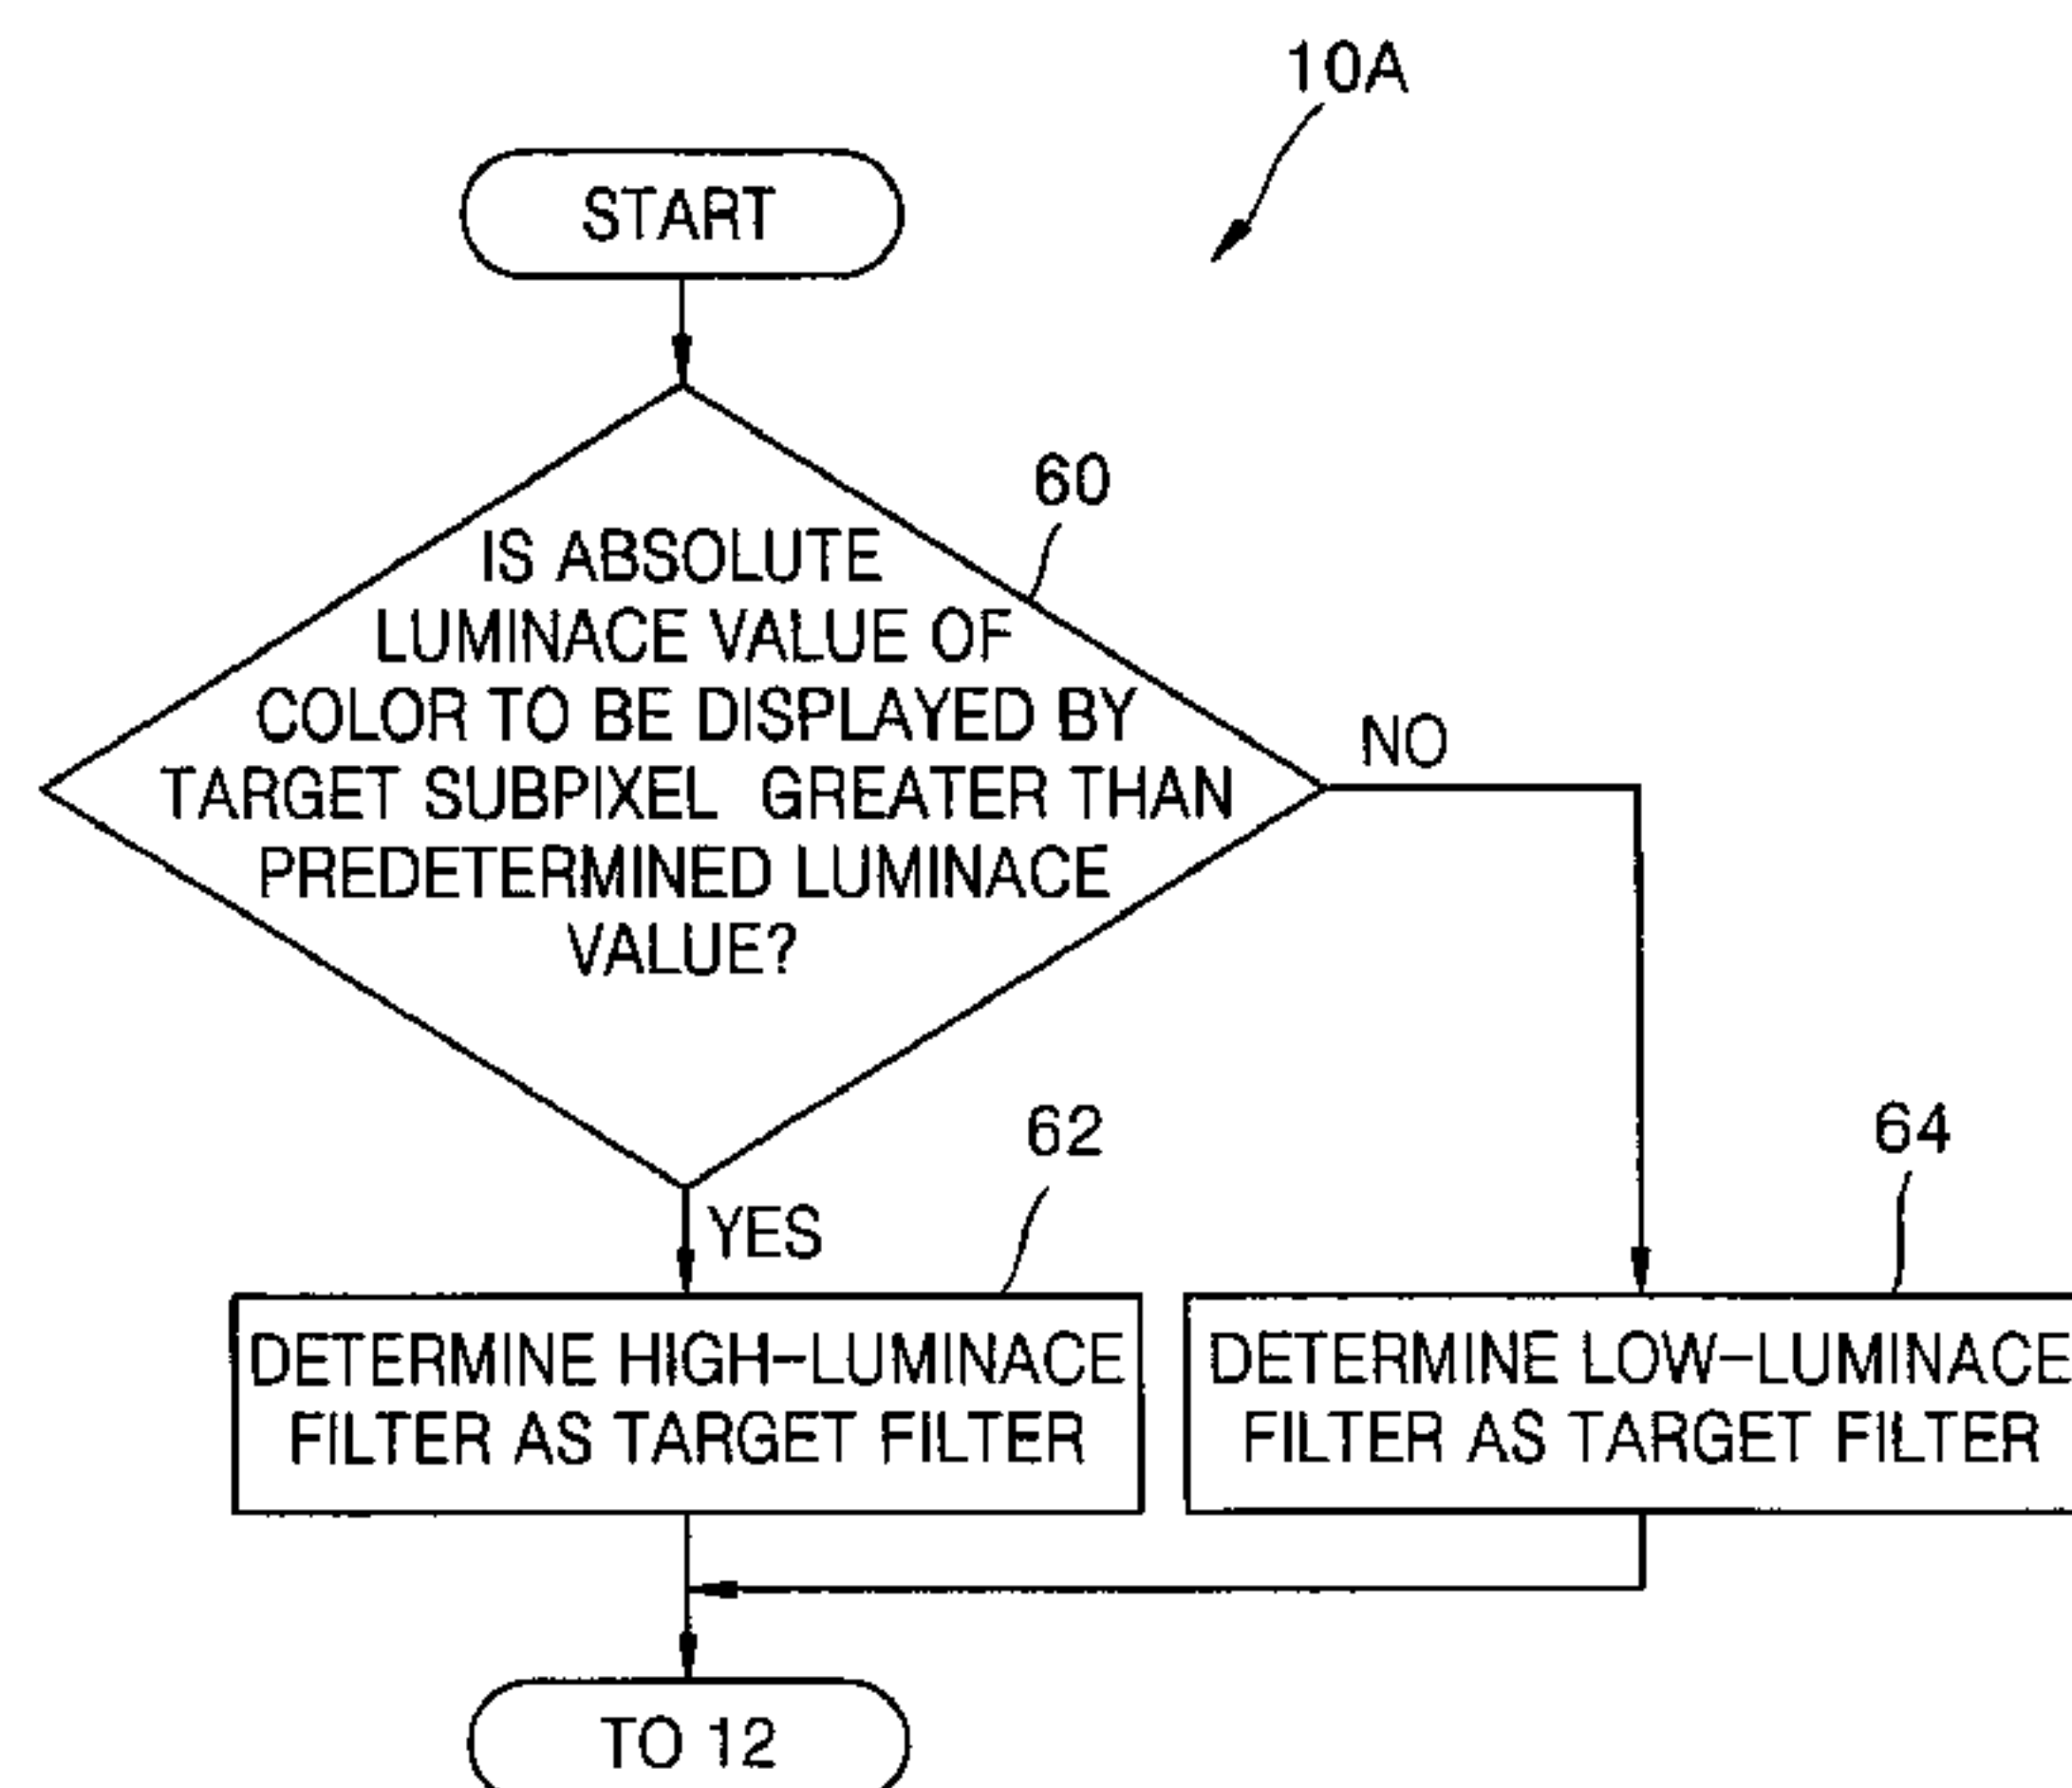 10A
START
60
IS ABSOLUTE
LUMINACE VALUE OF
COLOR TO BE DISPLAYED BY
TARGET SUBPIXEL GREATER THAN
PREDETERMINED LUMINACE
VALUE?
NO
YES
62
DETERMINE HIGH-LUMINACE
FILTER AS TARGET FILTER
64
DETERMINE LOW-LUMINACE
FILTER AS TARGET FILTER
TO 12